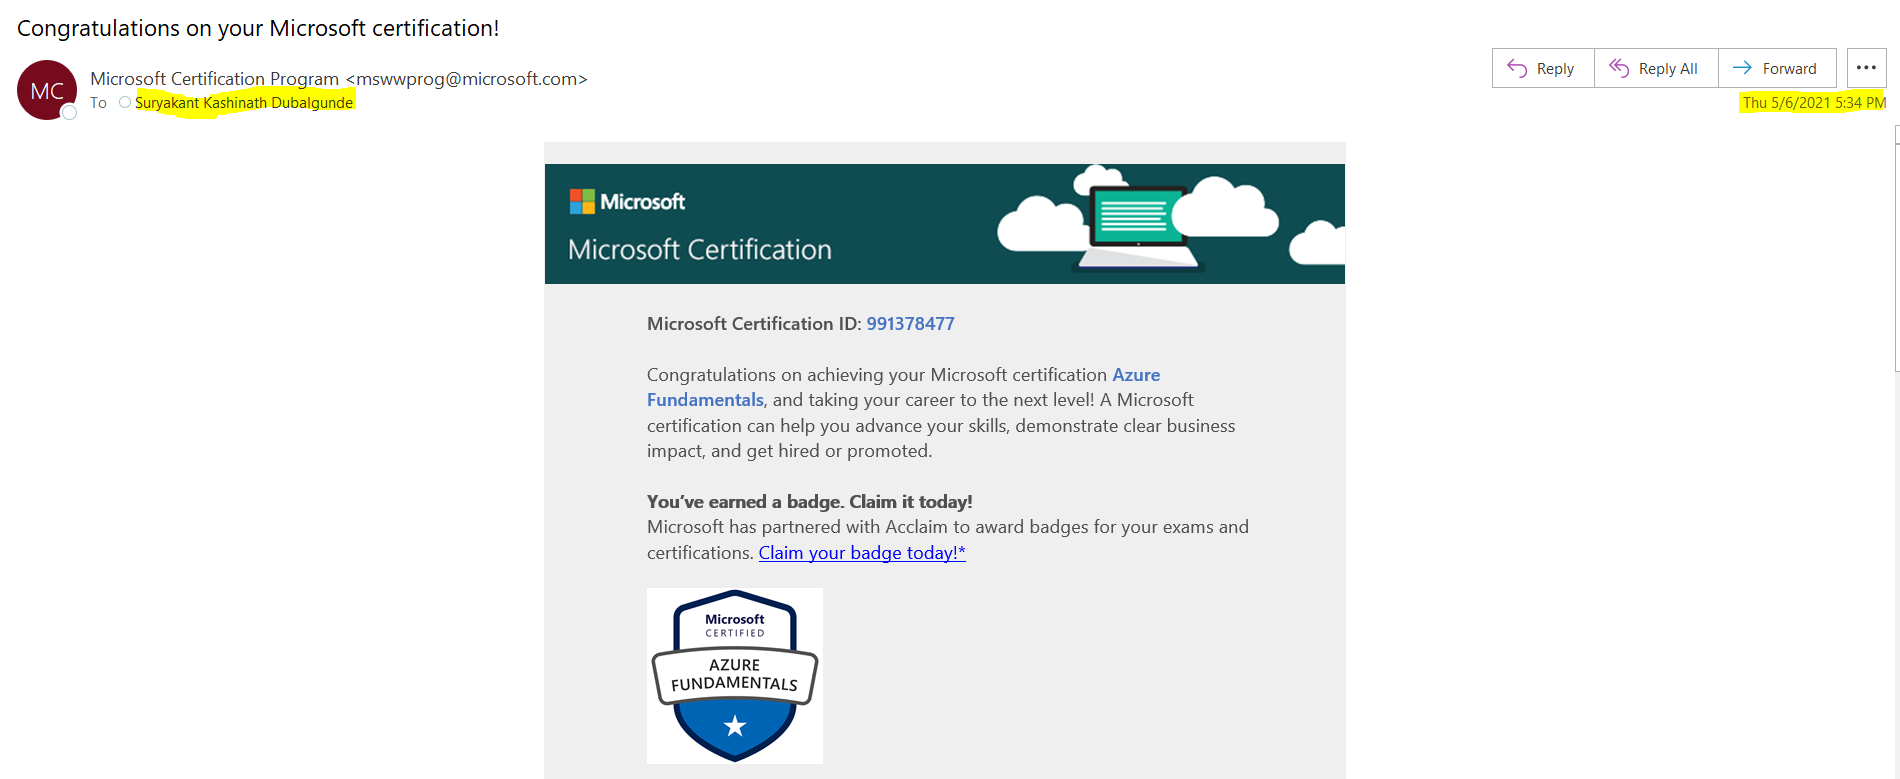 Congratulations on your Microsoft certification!
MC
Microsoft Certification Program <mswwprog@microsoft.com>
To Suryakant Kashinath Dubalgunde
Reply
Reply All
Forward
Thu 5/6/2021 5:34 PM
Microsoft
Microsoft Certification
Microsoft Certification ID: 991378477
Congratulations on achieving your Microsoft certification Azure
Fundamentals, and taking your career to the next level! A Microsoft
certification can help you advance your skills, demonstrate clear business
impact, and get hired or promoted.
You’ve earned a badge. Claim it today!
Microsoft has partnered with Acclaim to award badges for your exams and
certifications. Claim your badge today!*
Microsoft
CERTIFIED
AZURE
FUNDAMENTALS